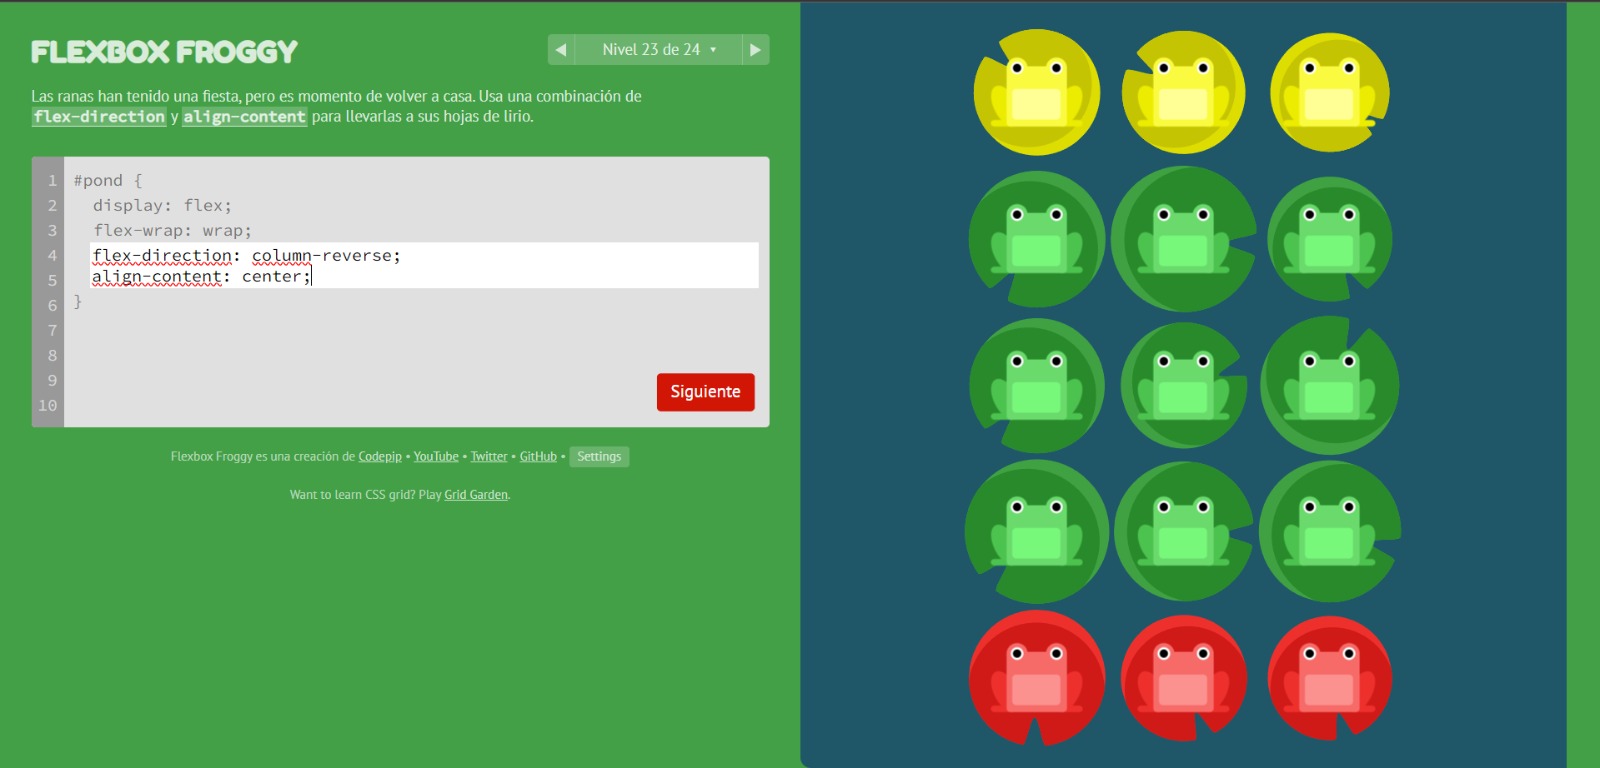 FLEXBOX FROGGY
◀ Nivel 23 de 24 ▾ ▶
Las ranas han tenido una fiesta, pero es momento de volver a casa. Usa una combinación de
flex-direction y align-content para llevarlas a sus hojas de lirio.
1 #pond {
2 display: flex;
3 flex-wrap: wrap;
4 flex-direction: column-reverse;
5 align-content: center;
6 }
7
8
9
10
Siguiente
Flexbox Froggy es una creación de Codepip • YouTube • Twitter • GitHub • Settings
Want to learn CSS grid? Play Grid Garden.